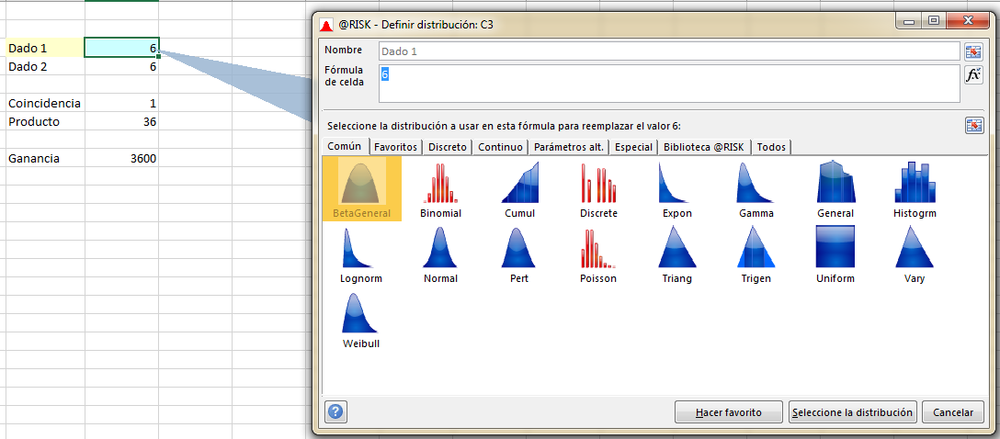 @RISK - Definir distribución: C3
Dado 1 6
Dado 2 6
Coincidencia 1
Producto 36
Ganancia 3600
Nombre Dado 1
Fórmula de celda 6
fx
Seleccione la distribución a usar en esta fórmula para reemplazar el valor 6:
Común Favoritos Discreto Continuo Parámetros alt. Especial Biblioteca @RISK Todos
BetaGeneral Binomial Cumul Discrete Expon Gamma General Histogrm
Lognorm Normal Pert Poisson Triang Trigen Uniform Vary
Weibull
? Hacer favorito Seleccione la distribución Cancelar